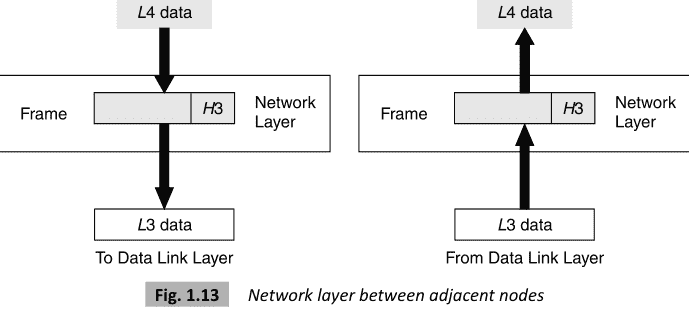 L4 data
Frame
H3
Network
Layer
L3 data
To Data Link Layer
L4 data
Frame
H3
Network
Layer
L3 data
From Data Link Layer
Fig. 1.13 Network layer between adjacent nodes